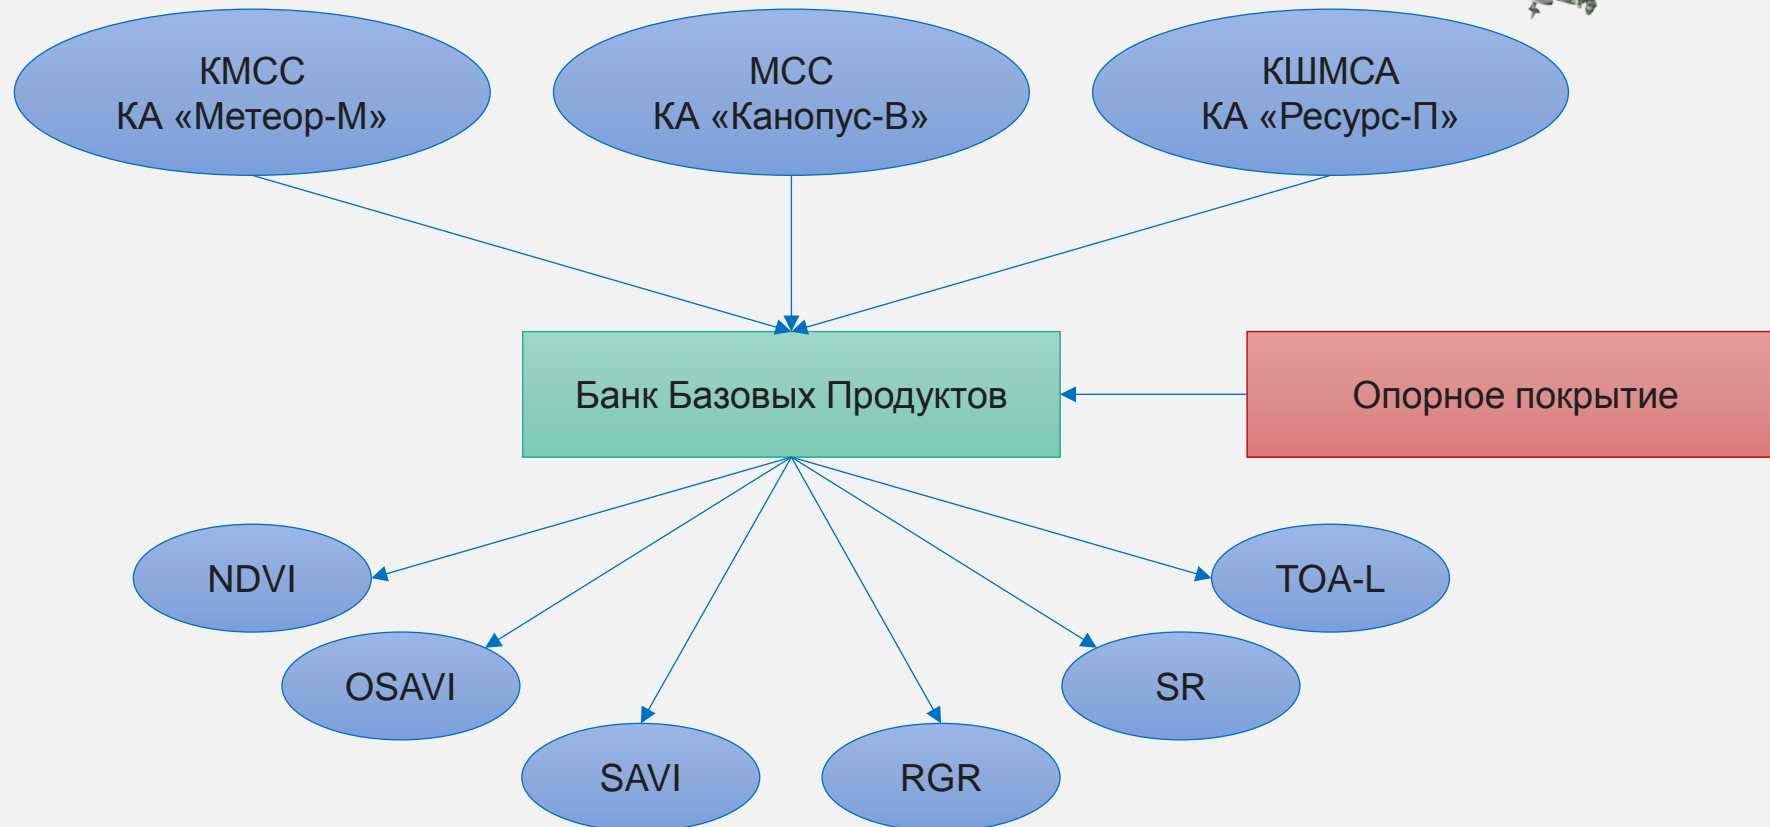 КМСС
КА «Метеор-М»
МСС
КА «Канопус-В»
КШМСА
КА «Ресурс-П»
Банк Базовых Продуктов
Опорное покрытие
NDVI
TOA-L
OSAVI
SR
SAVI
RGR